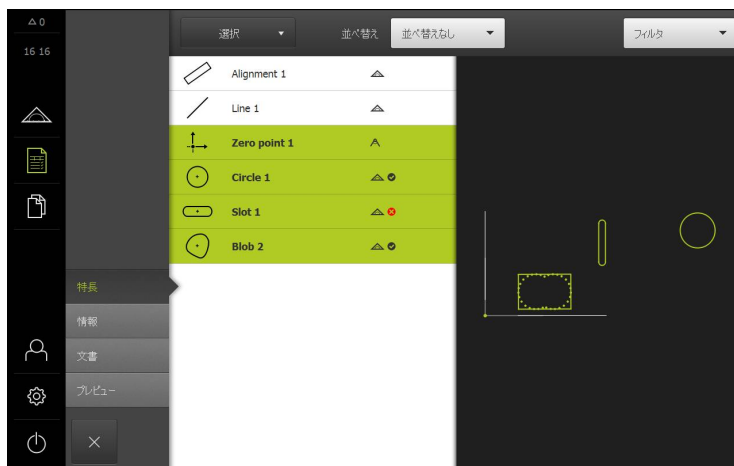 0
16 16
選択
並べ替え
並べ替えなし
フィルタ
Alignment 1
Line 1
Zero point 1
Circle 1
Slot 1
Blob 2
特長
情報
文書
プレビュー